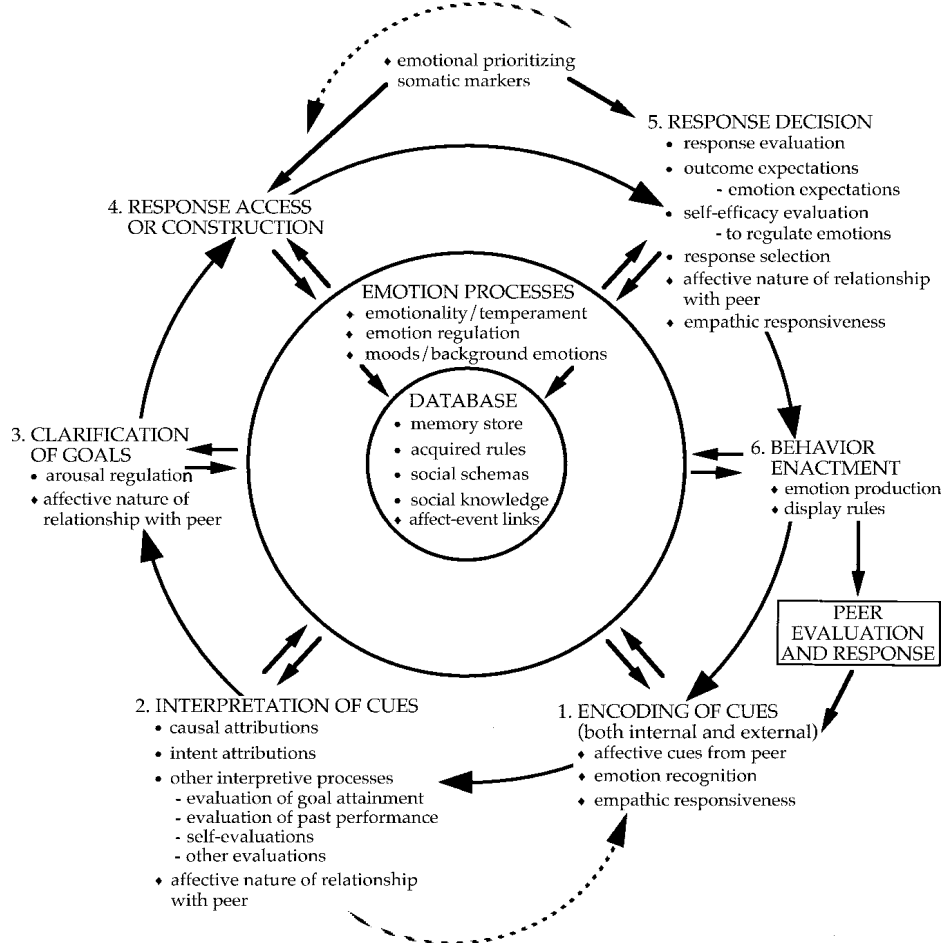 ♦ emotional prioritizing
somatic markers
5. RESPONSE DECISION
• response evaluation
• outcome expectations
- emotion expectations
• self-efficacy evaluation
- to regulate emotions
• response selection
♦ affective nature of relationship
with peer
♦ empathic responsiveness
4. RESPONSE ACCESS
OR CONSTRUCTION
EMOTION PROCESSES
♦ emotionality/temperament
♦ emotion regulation
♦ moods/background emotions
DATABASE
• memory store
• acquired rules
• social schemas
• social knowledge
♦ affect-event links
3. CLARIFICATION
OF GOALS
• arousal regulation
♦ affective nature of
relationship with peer
6. BEHAVIOR
ENACTMENT
♦ emotion production
♦ display rules
PEER
EVALUATION
AND RESPONSE
2. INTERPRETATION OF CUES
• causal attributions
• intent attributions
• other interpretive processes
- evaluation of goal attainment
- evaluation of past performance
- self-evaluations
- other evaluations
♦ affective nature of relationship
with peer
1. ENCODING OF CUES
(both internal and external)
♦ affective cues from peer
♦ emotion recognition
♦ empathic responsiveness